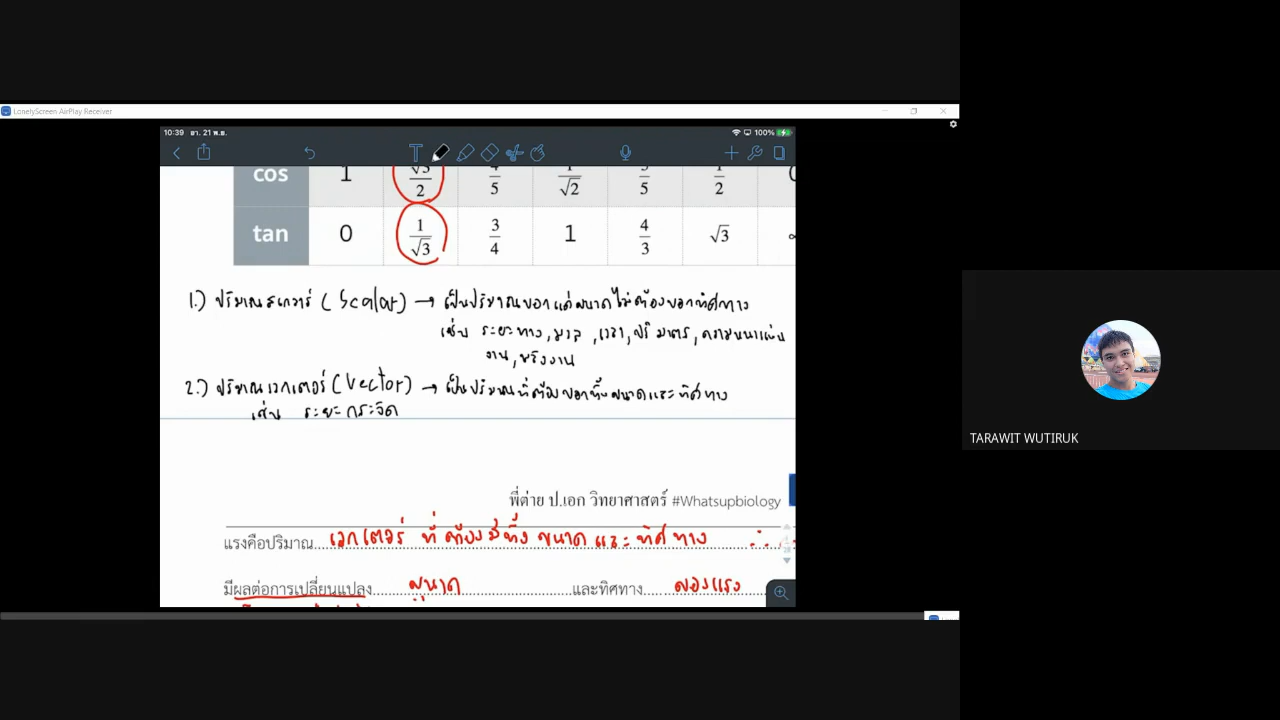 LonelyScreen AirPlay Receiver
10:39 อา. 21 พ.ย. 100%
T
cos 1 √3/2 4/5 1/√2 3/5 1/2 0
tan 0 1/√3 3/4 1 4/3 √3 ∞
1.) ปริมาณสเกลาร์ (Scalar) → เป็นปริมาณบอกแต่ขนาดไม่ต้องบอกทิศทาง
เช่น ระยะทาง, มวล, เวลา, ปริมาตร, ความหนาแน่น
งาน, พลังงาน
2.) ปริมาณเวกเตอร์ (Vector) → เป็นปริมาณที่ต้องบอกทั้งขนาดและทิศทาง
เช่น ระยะกระจัด
พี่ต่าย ป.เอก วิทยาศาสตร์ #Whatsupbiology
แรงคือปริมาณ เวกเตอร์ ที่ ต้องมีทั้ง ขนาด และ ทิศทาง ∴
มีผลต่อการเปลี่ยนแปลง ขนาด และทิศทาง ของแรง
TARAWIT WUTIRUK